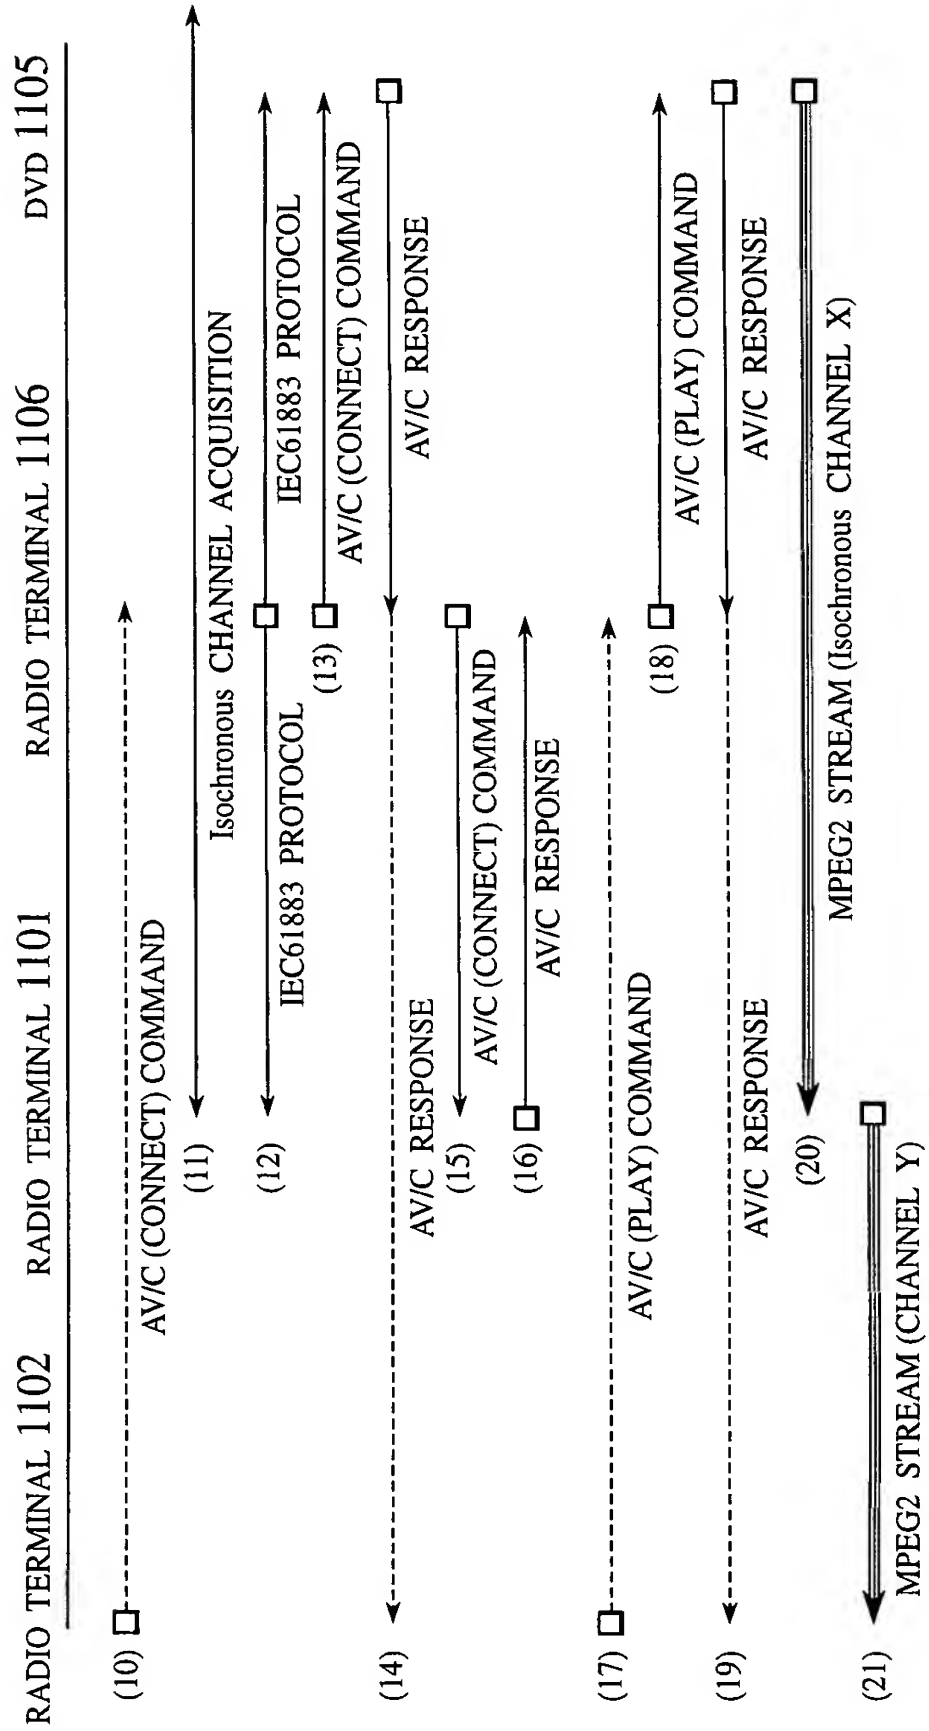 RADIO TERMINAL 1102
RADIO TERMINAL 1101
RADIO TERMINAL 1106
DVD 1105
(10)
AV/C (CONNECT) COMMAND
(11)
Isochronous CHANNEL ACQUISITION
(12)
IEC61883 PROTOCOL
IEC61883 PROTOCOL
(13)
AV/C (CONNECT) COMMAND
(14)
AV/C RESPONSE
AV/C RESPONSE
(15)
AV/C (CONNECT) COMMAND
(16)
AV/C RESPONSE
(17)
AV/C (PLAY) COMMAND
(18)
AV/C (PLAY) COMMAND
(19)
AV/C RESPONSE
AV/C RESPONSE
(20)
MPEG2 STREAM (Isochronous CHANNEL X)
(21)
MPEG2 STREAM (CHANNEL Y)